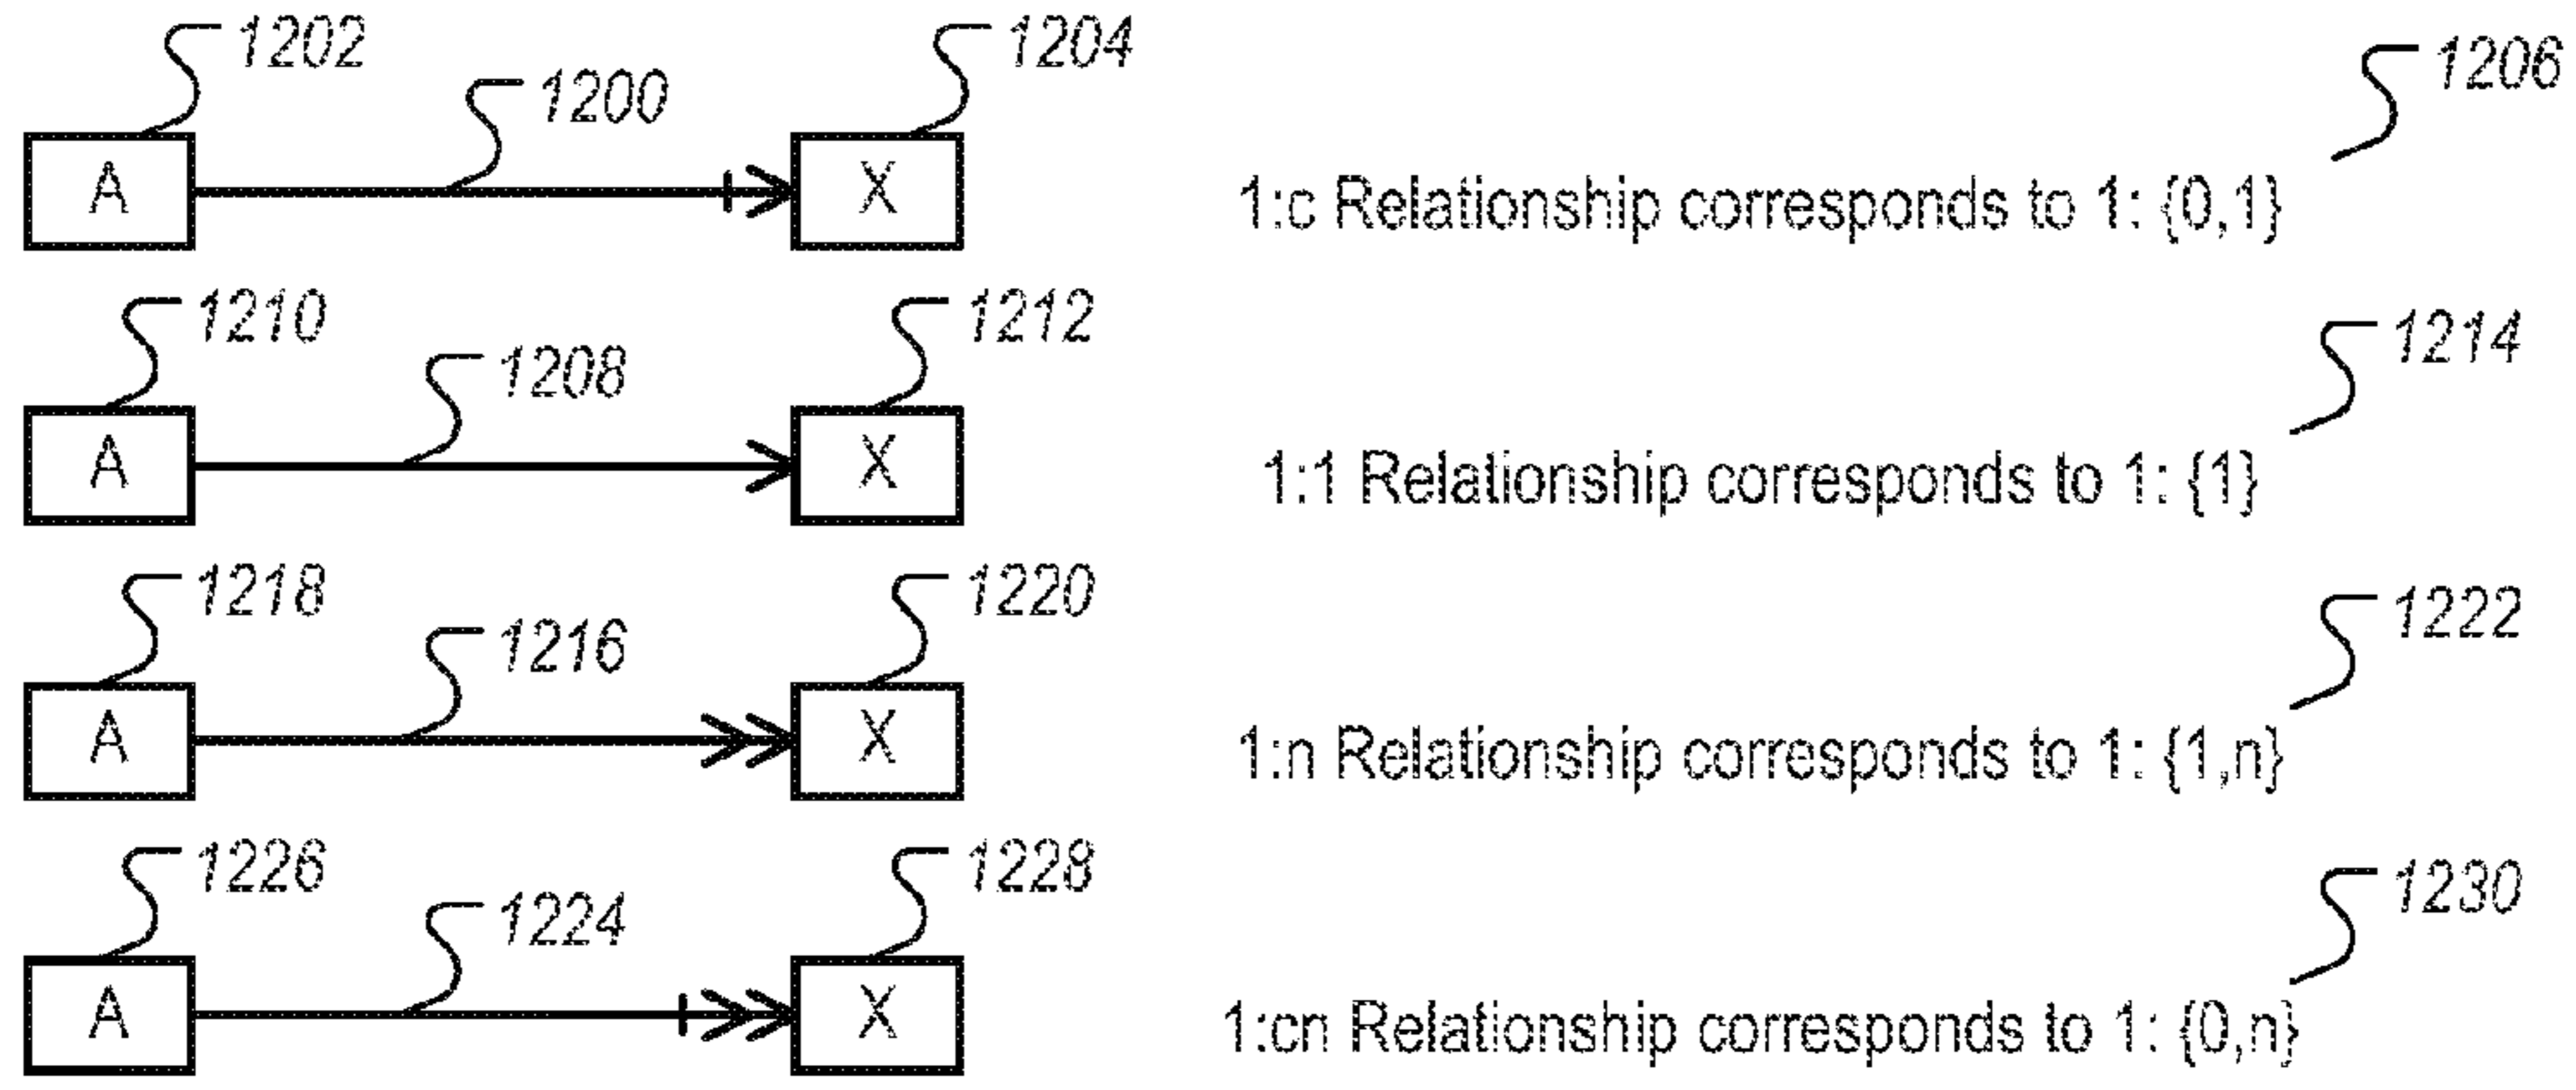 1202
1200
1204
1206
A
X
1:c Relationship corresponds to 1: {0,1}
1210
1208
1212
1214
A
X
1:1 Relationship corresponds to 1: {1}
1218
1216
1220
1222
A
X
1:n Relationship corresponds to 1: {1,n}
1226
1224
1228
1230
A
X
1:cn Relationship corresponds to 1: {0,n}